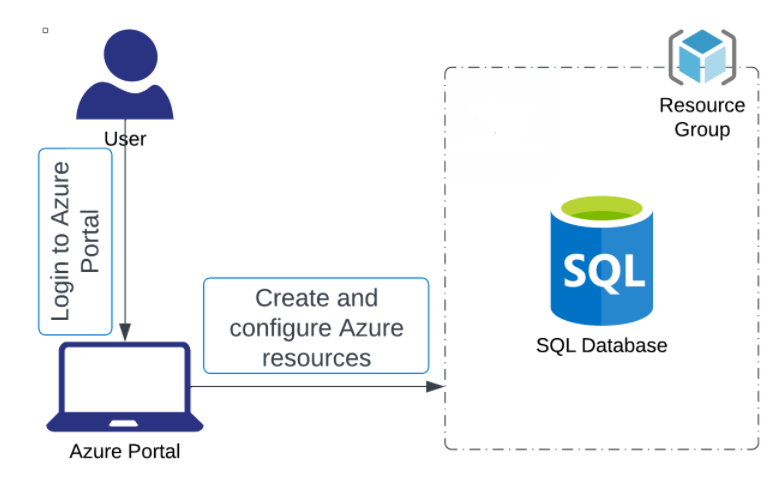 User
Login to Azure
Portal
Azure Portal
Create and
configure Azure
resources
Resource
Group
SQL
SQL Database